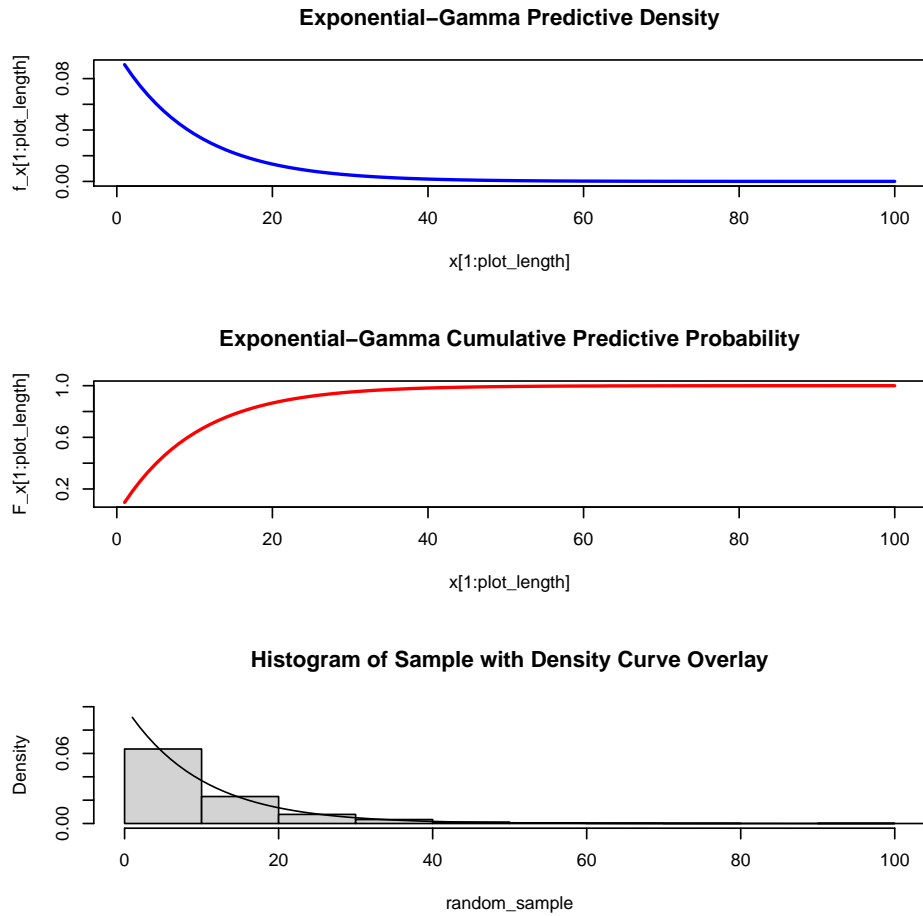 Exponential−Gamma Predictive Density
f_x[1:plot_length]
0.00 0.04 0.08
0 20 40 60 80 100
x[1:plot_length]
Exponential−Gamma Cumulative Predictive Probability
F_x[1:plot_length]
0.2 0.6 1.0
0 20 40 60 80 100
x[1:plot_length]
Histogram of Sample with Density Curve Overlay
Density
0.00 0.06
0 20 40 60 80 100
random_sample